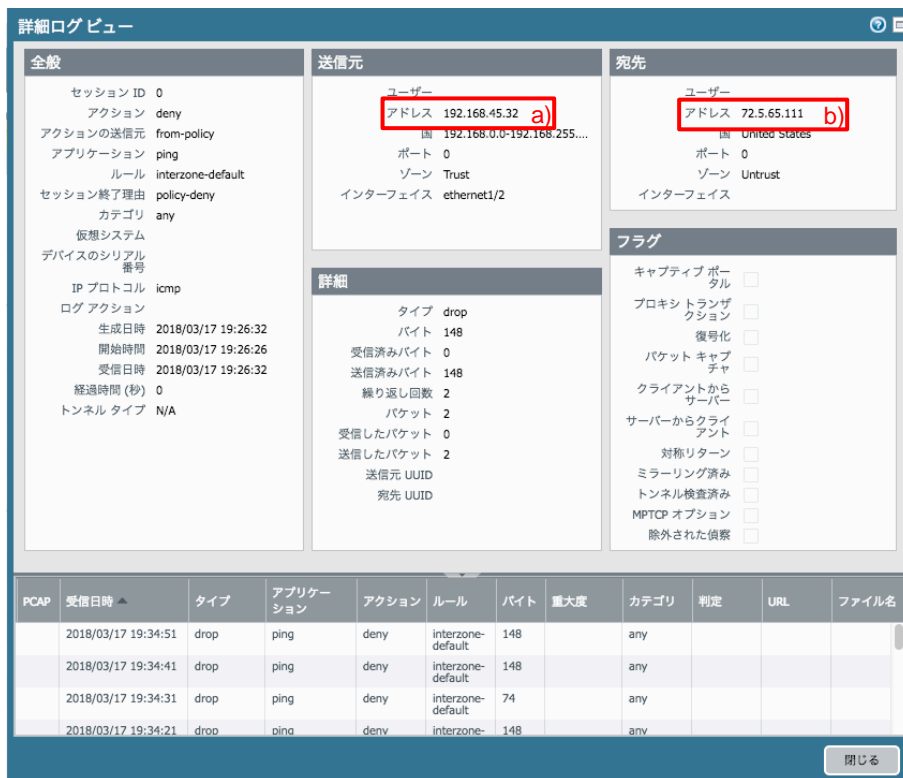 詳細ログ ビュー
全般
セッション ID 0
アクション deny
アクションの送信元 from-policy
アプリケーション ping
ルール interzone-default
セッション終了理由 policy-deny
カテゴリ any
仮想システム
デバイスのシリアル
番号
IP プロトコル icmp
ログ アクション
生成日時 2018/03/17 19:26:32
開始時間 2018/03/17 19:26:26
受信日時 2018/03/17 19:26:32
経過時間 (秒) 0
トンネル タイプ N/A
送信元
ユーザー
アドレス 192.168.45.32 a)
国 192.168.0.0-192.168.255....
ポート 0
ゾーン Trust
インターフェイス ethernet1/2
詳細
タイプ drop
バイト 148
受信済みバイト 0
送信済みバイト 148
繰り返し回数 2
パケット 2
受信したパケット 0
送信したパケット 2
送信元 UUID
宛先 UUID
宛先
ユーザー
アドレス 72.5.65.111 b)
国 United States
ポート 0
ゾーン Untrust
インターフェイス
フラグ
キャプティブ ポー
タル
プロキシ トランザ
クション
復号化
パケット キャプ
チャ
クライアントから
サーバー
サーバーからクライ
アント
対称リターン
ミラーリング済み
トンネル検査済み
MPTCP オプション
除外された偵察
PCAP 受信日時 タイプ アプリケー
ション アクション ルール バイト 重大度 カテゴリ 判定 URL ファイル名
2018/03/17 19:34:51 drop ping deny interzone-
default 148 any
2018/03/17 19:34:41 drop ping deny interzone-
default 148 any
2018/03/17 19:34:31 drop ping deny interzone-
default 74 any
2018/03/17 19:34:21 drop ping deny interzone- 148 any
閉じる